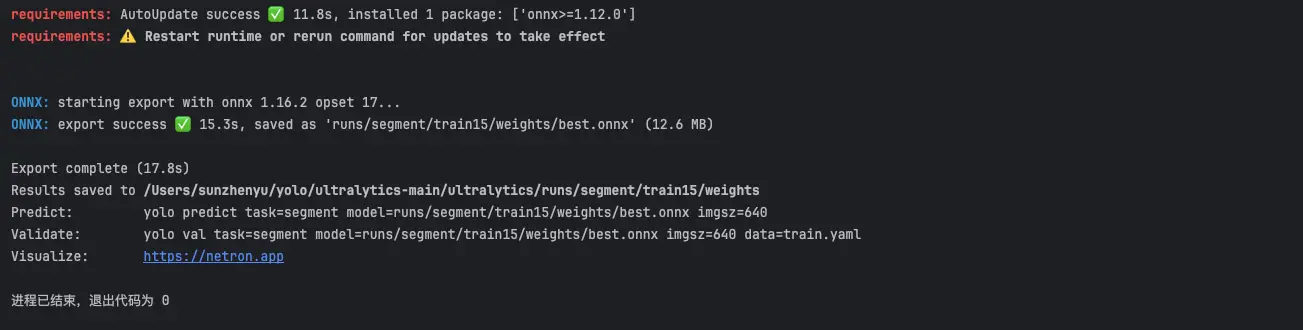 requirements: AutoUpdate success ✅ 11.8s, installed 1 package: ['onnx>=1.12.0']
requirements: ⚠️ Restart runtime or rerun command for updates to take effect
ONNX: starting export with onnx 1.16.2 opset 17...
ONNX: export success ✅ 15.3s, saved as 'runs/segment/train15/weights/best.onnx' (12.6 MB)
Export complete (17.8s)
Results saved to /Users/sunzhenyu/yolo/ultralytics-main/ultralytics/runs/segment/train15/weights
Predict: yolo predict task=segment model=runs/segment/train15/weights/best.onnx imgsz=640
Validate: yolo val task=segment model=runs/segment/train15/weights/best.onnx imgsz=640 data=train.yaml
Visualize: https://netron.app
进程已结束，退出代码为 0